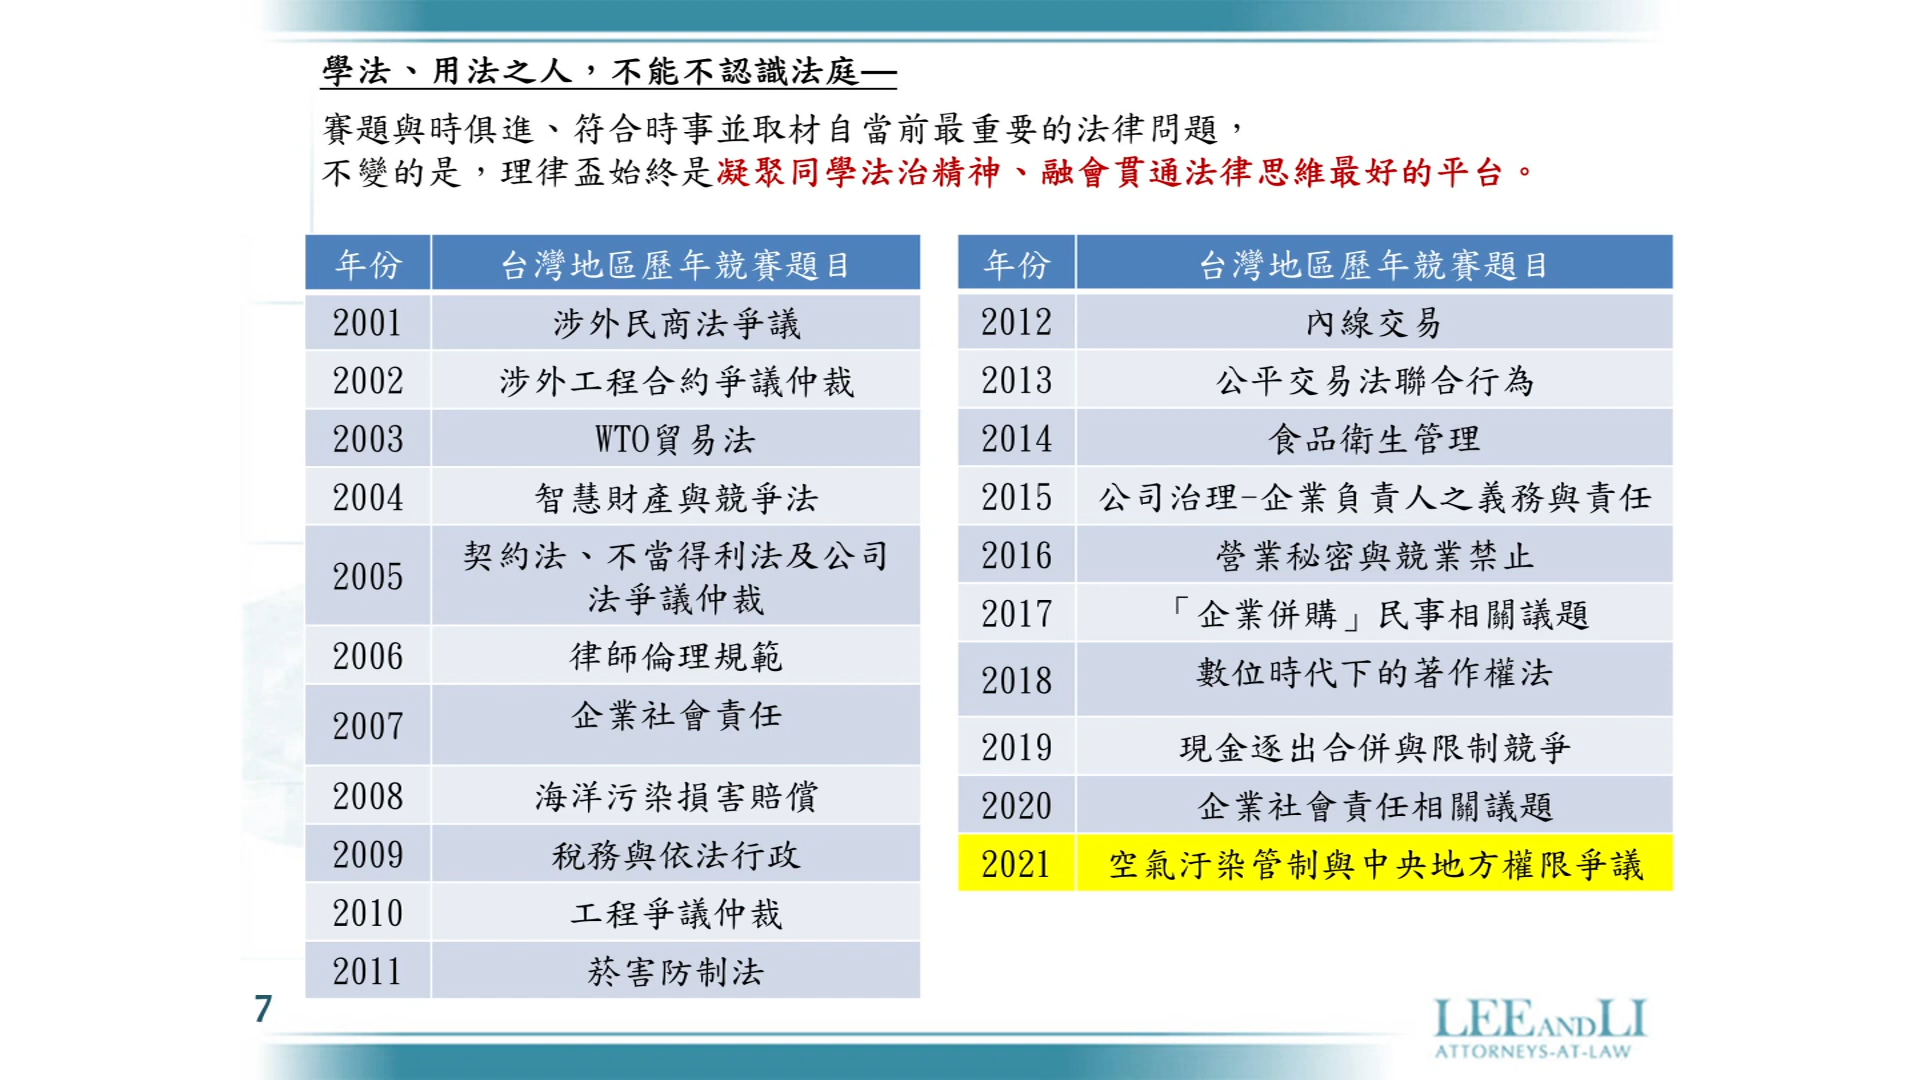 學法、用法之人，不能不認識法庭—
賽題與時俱進、符合時事並取材自當前最重要的法律問題，
不變的是，理律盃始終是凝聚同學法治精神、融會貫通法律思維最好的平台。
年份 台灣地區歷年競賽題目
2001 涉外民商法爭議
2002 涉外工程合約爭議仲裁
2003 WTO貿易法
2004 智慧財產與競爭法
2005 契約法、不當得利法及公司
法爭議仲裁
2006 律師倫理規範
2007 企業社會責任
2008 海洋污染損害賠償
2009 稅務與依法行政
2010 工程爭議仲裁
2011 菸害防制法
年份 台灣地區歷年競賽題目
2012 內線交易
2013 公平交易法聯合行為
2014 食品衛生管理
2015 公司治理-企業負責人之義務與責任
2016 營業秘密與競業禁止
2017 「企業併購」民事相關議題
2018 數位時代下的著作權法
2019 現金逐出合併與限制競爭
2020 企業社會責任相關議題
2021 空氣汙染管制與中央地方權限爭議
7
LEE AND LI
ATTORNEYS-AT-LAW